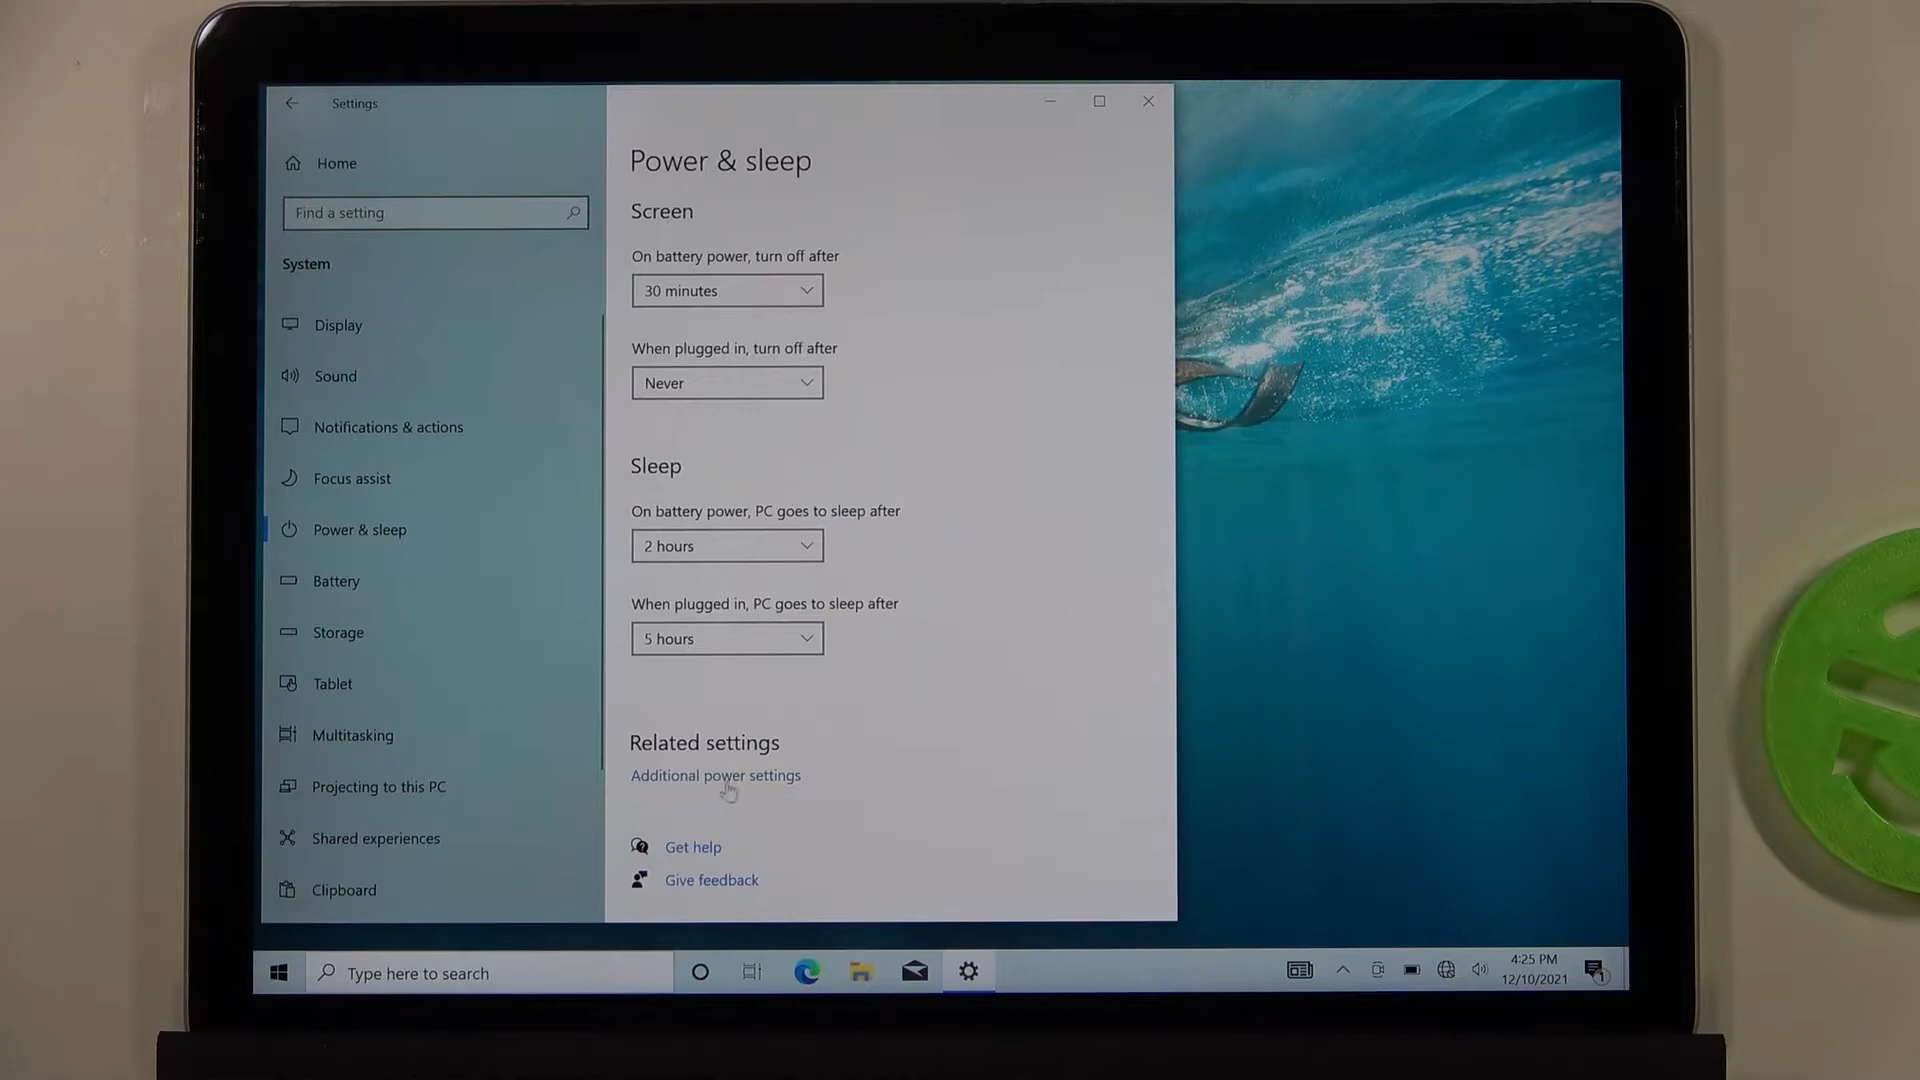 Settings
Home
Find a setting
System
Display
Sound
Notifications & actions
Focus assist
Power & sleep
Battery
Storage
Tablet
Multitasking
Projecting to this PC
Shared experiences
Clipboard
Power & sleep
Screen
On battery power, turn off after
30 minutes
When plugged in, turn off after
Never
Sleep
On battery power, PC goes to sleep after
2 hours
When plugged in, PC goes to sleep after
5 hours
Related settings
Additional power settings
Get help
Give feedback
Type here to search
4:25 PM
12/10/2021
1